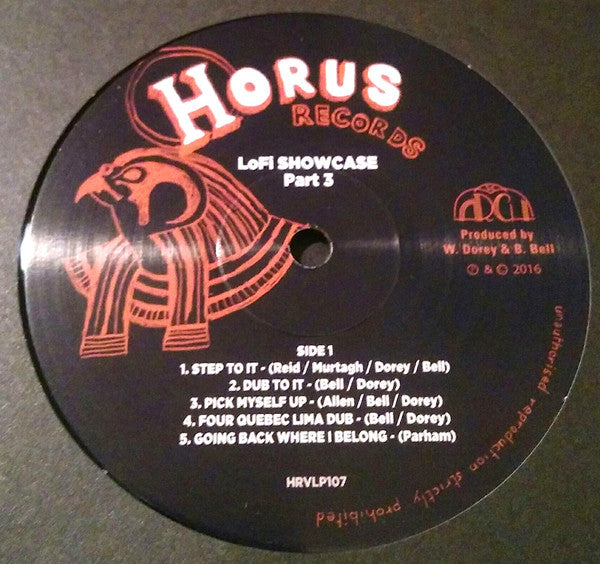 HORUS
RECORDS
LoFi SHOWCASE
Part 3
Produced by
W. Dorey & B. Bell
℗ & © 2016
SIDE 1
1. STEP TO IT - (Reid / Murtagh / Dorey / Bell)
2. DUB TO IT - (Bell / Dorey)
3. PICK MYSELF UP - (Allen / Bell / Dorey)
4. FOUR QUEBEC LIMA DUB - (Bell / Dorey)
5. GOING BACK WHERE I BELONG - (Parham)
HRVLP107
unauthorised reproduction strictly prohibited